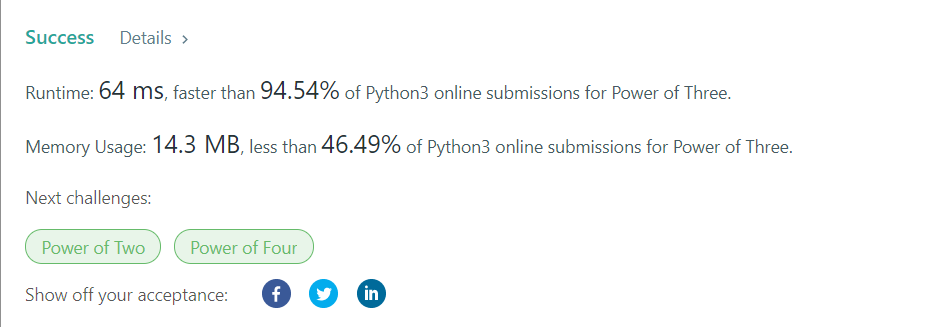 Success Details >
Runtime: 64 ms, faster than 94.54% of Python3 online submissions for Power of Three.
Memory Usage: 14.3 MB, less than 46.49% of Python3 online submissions for Power of Three.
Next challenges:
Power of Two Power of Four
Show off your acceptance: f in